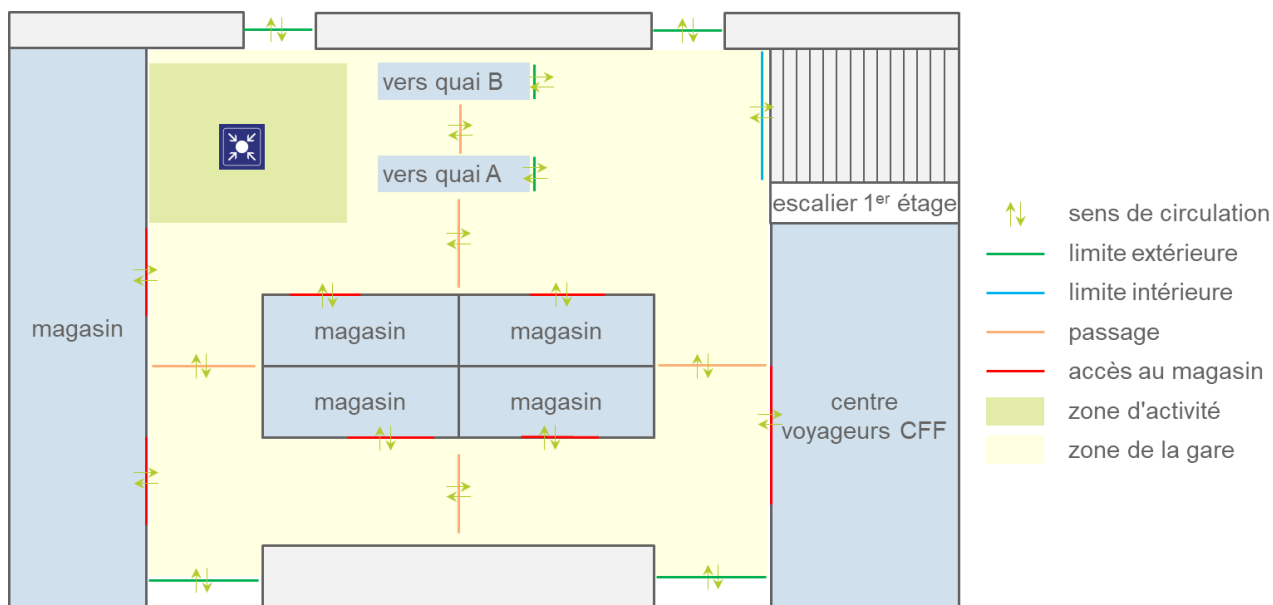 vers quai B
vers quai A
escalier 1er étage
magasin
magasin
magasin
magasin
magasin
centre
voyageurs CFF
sens de circulation
limite extérieure
limite intérieure
passage
accès au magasin
zone d'activité
zone de la gare